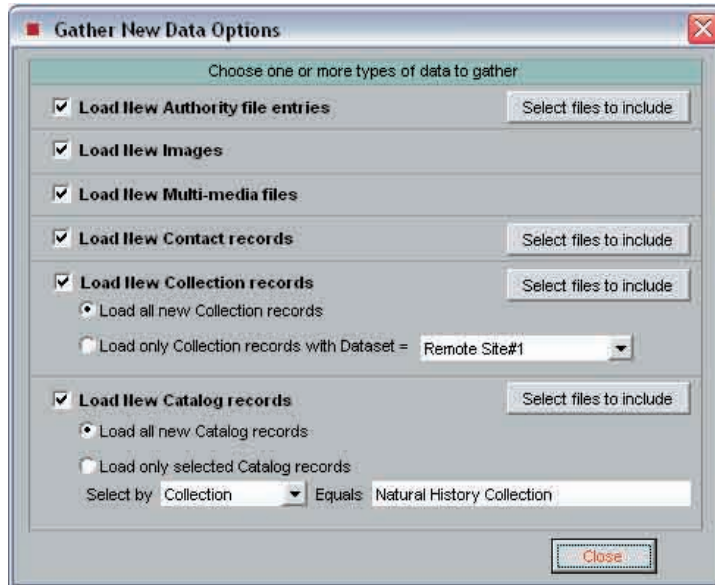 Gather New Data Options
Choose one or more types of data to gather
Load New Authority file entries Select files to include
Load New Images
Load New Multi-media files
Load New Contact records Select files to include
Load New Collection records Select files to include
Load all new Collection records
Load only Collection records with Dataset = Remote Site#1
Load New Catalog records Select files to include
Load all new Catalog records
Load only selected Catalog records
Select by Collection Equals Natural History Collection
Close